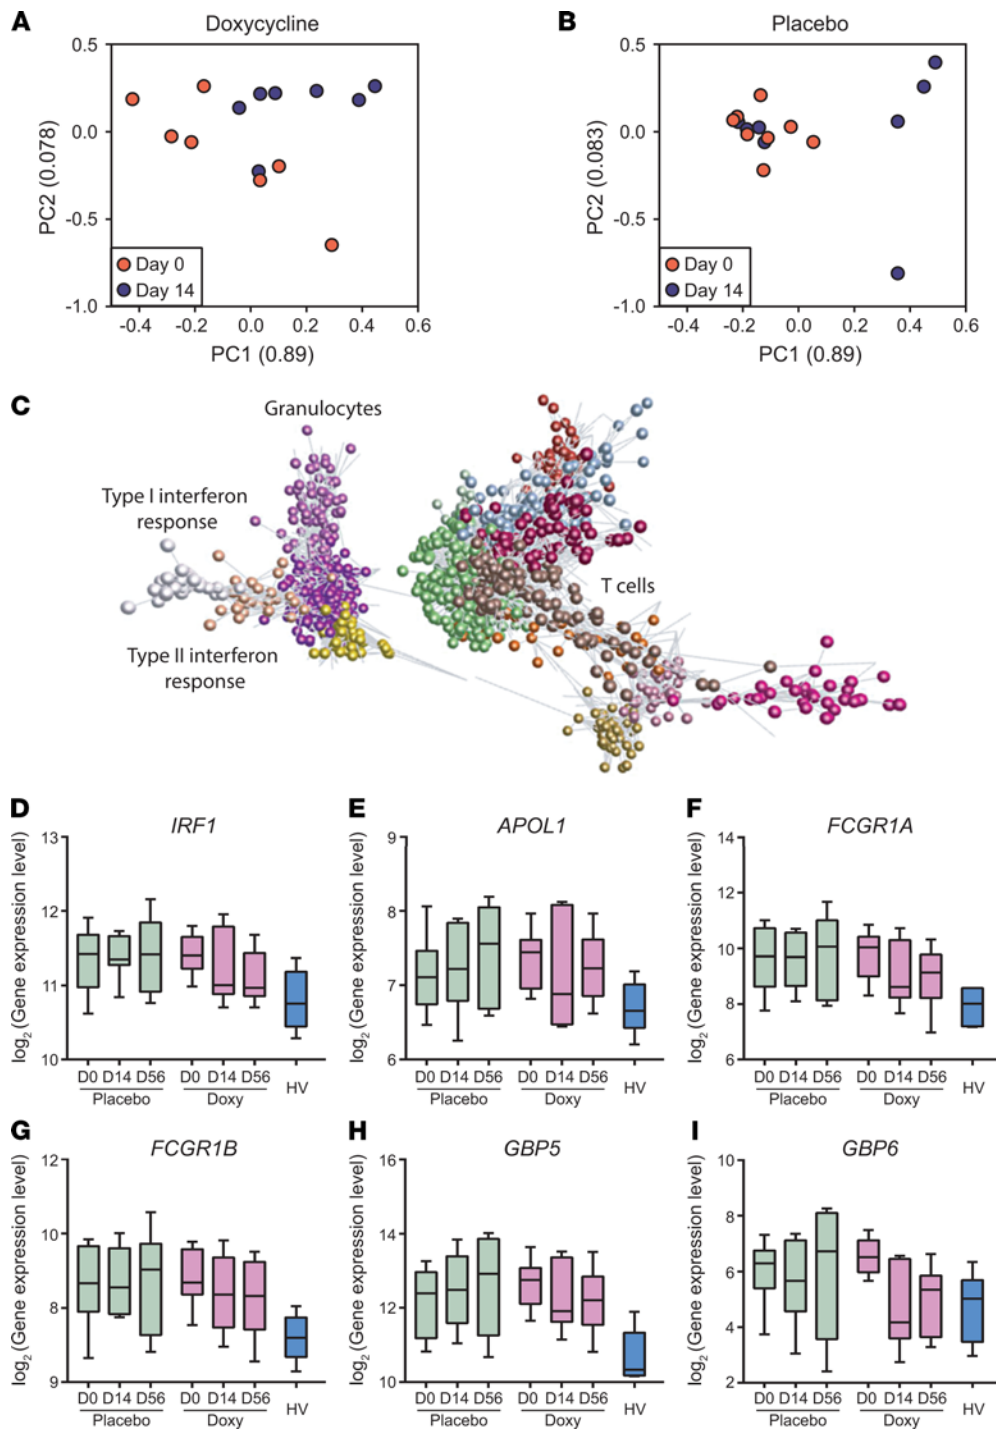 A
Doxycycline
0.5
0.0
-0.5
-1.0
PC2 (0.078)
Day 0
Day 14
-0.4 -0.2 0.0 0.2 0.4 0.6
PC1 (0.89)
B
Placebo
0.5
0.0
-0.5
-1.0
PC2 (0.083)
Day 0
Day 14
-0.4 -0.2 0.0 0.2 0.4 0.6
PC1 (0.89)
C
Granulocytes
Type I interferon
response
Type II interferon
response
T cells
D
IRF1
log2 (Gene expression level)
13
12
11
10
D0 D14 D56 D0 D14 D56 HV
Placebo Doxy
E
APOL1
log2 (Gene expression level)
9
8
7
6
D0 D14 D56 D0 D14 D56 HV
Placebo Doxy
F
FCGR1A
log2 (Gene expression level)
14
12
10
8
6
D0 D14 D56 D0 D14 D56 HV
Placebo Doxy
G
FCGR1B
log2 (Gene expression level)
12
10
8
9
D0 D14 D56 D0 D14 D56 HV
Placebo Doxy
H
GBP5
log2 (Gene expression level)
16
14
12
10
D0 D14 D56 D0 D14 D56 HV
Placebo Doxy
I
GBP6
log2 (Gene expression level)
10
8
6
4
2
D0 D14 D56 D0 D14 D56 HV
Placebo Doxy